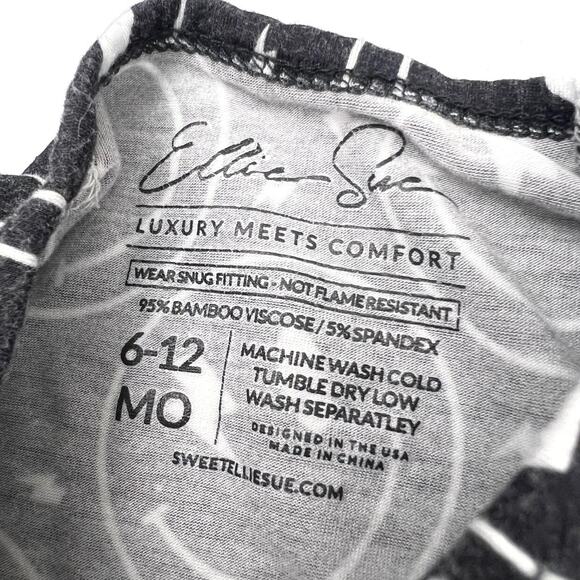 Ellie Sue
LUXURY MEETS COMFORT
WEAR SNUG FITTING - NOT FLAME RESISTANT
95% BAMBOO VISCOSE / 5% SPANDEX
6-12
MO
MACHINE WASH COLD
TUMBLE DRY LOW
WASH SEPARATLEY
DESIGNED IN THE USA
MADE IN CHINA
SWEETELLIESUE.COM